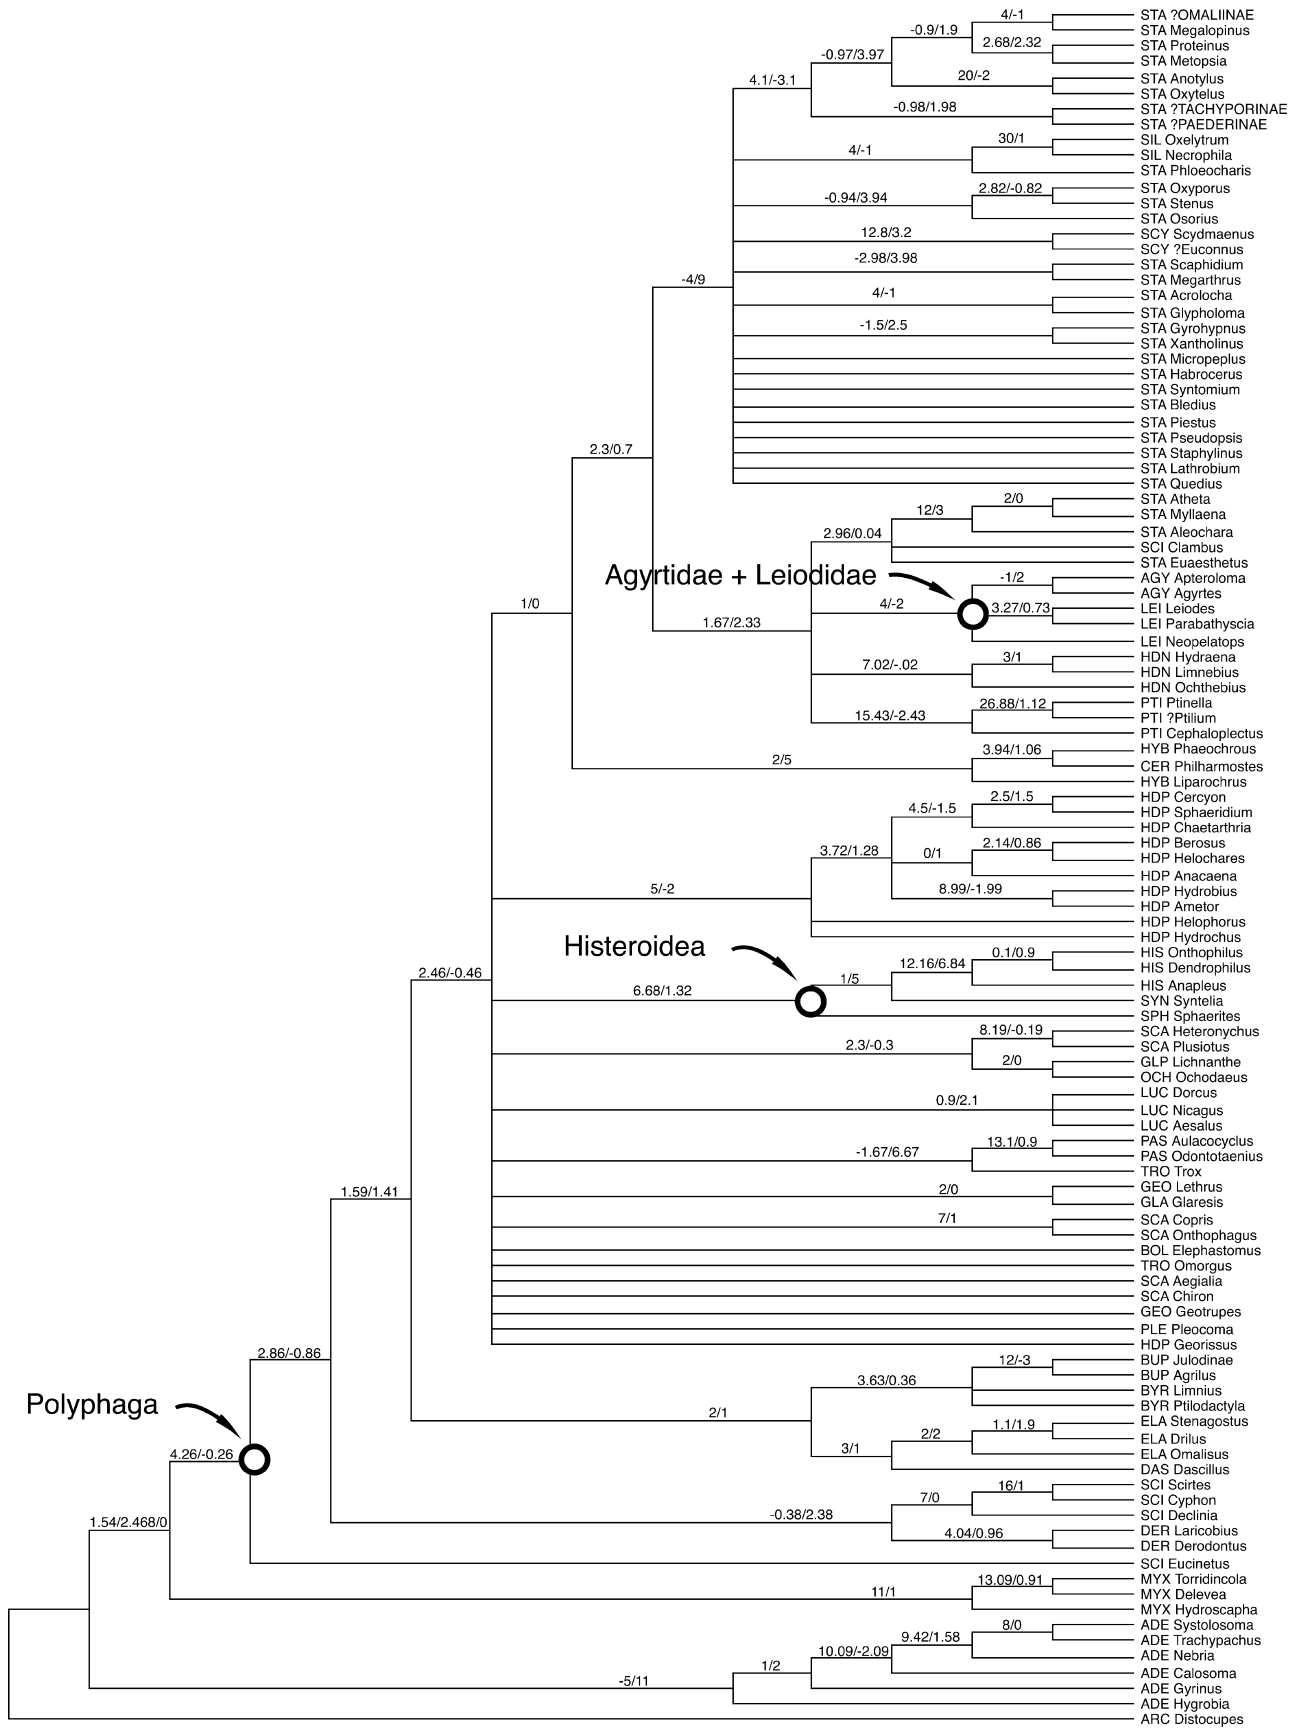 4/-1
STA ?OMALIINAE
STA Megalopinus
-0.9/1.9
2.68/2.32
STA Proteinus
STA Metopsia
-0.97/3.97
20/-2
STA Anotylus
STA Oxytelus
4.1/-3.1
-0.98/1.98
STA ?TACHYPORINAE
STA ?PAEDERINAE
30/1
SIL Oxelytrum
SIL Necrophila
4/-1
STA Phloeocharis
2.82/-0.82
STA Oxyporus
-0.94/3.94
STA Stenus
STA Osorius
12.8/3.2
SCY Scydmaenus
SCY ?Euconnus
-2.98/3.98
STA Scaphidium
STA Megarthrus
-4/9
4/-1
STA Acrolocha
STA Glypholoma
-1.5/2.5
STA Gyrohypnus
STA Xantholinus
STA Micropeplus
STA Habrocerus
STA Syntomium
STA Bledius
STA Piestus
STA Pseudopsis
2.3/0.7
STA Staphylinus
STA Lathrobium
STA Quedius
2/0
STA Atheta
12/3
STA Myllaena
2.96/0.04
STA Aleochara
SCI Clambus
STA Euaesthetus
Agyrtidae + Leiodidae
-1/2
AGY Apteroloma
AGY Agyrtes
1/0
4/-2
3.27/0.73
LEI Leiodes
1.67/2.33
LEI Parabathyscia
LEI Neopelatops
3/1
HDN Hydraena
7.02/-.02
HDN Limnebius
HDN Ochthebius
26.88/1.12
PTI Ptinella
15.43/-2.43
PTI ?Ptilium
PTI Cephaloplectus
3.94/1.06
HYB Phaeochrous
2/5
CER Philharmostes
HYB Liparochrus
2.5/1.5
HDP Cercyon
4.5/-1.5
HDP Sphaeridium
HDP Chaetarthria
3.72/1.28
0/1
2.14/0.86
HDP Berosus
HDP Helochares
HDP Anacaena
5/-2
8.99/-1.99
HDP Hydrobius
HDP Ametor
HDP Helophorus
HDP Hydrochus
Histeroidea
0.1/0.9
HIS Onthophilus
12.16/6.84
HIS Dendrophilus
2.46/-0.46
1/5
HIS Anapleus
6.68/1.32
SYN Syntelia
SPH Sphaerites
8.19/-0.19
SCA Heteronychus
2.3/-0.3
SCA Plusiotus
2/0
GLP Lichnanthe
OCH Ochodaeus
0.9/2.1
LUC Dorcus
LUC Nicagus
LUC Aesalus
13.1/0.9
PAS Aulacocyclus
-1.67/6.67
PAS Odontotaenius
TRO Trox
1.59/1.41
2/0
GEO Lethrus
GLA Glaresis
7/1
SCA Copris
SCA Onthophagus
BOL Elephastomus
TRO Omorgus
SCA Aegialia
SCA Chiron
GEO Geotrupes
PLE Pleocoma
HDP Georissus
2.86/-0.86
12/-3
BUP Julodinae
3.63/0.36
BUP Agrilus
BYR Limnius
Polyphaga
BYR Ptilodactyla
2/1
1.1/1.9
ELA Stenagostus
2/2
ELA Drilus
3/1
ELA Omalisus
4.26/-0.26
DAS Dascillus
16/1
SCI Scirtes
7/0
SCI Cyphon
-0.38/2.38
SCI Declinia
1.54/2.468/0
4.04/0.96
DER Laricobius
DER Derodontus
SCI Eucinetus
13.09/0.91
MYX Torridincola
11/1
MYX Delevea
MYX Hydroscapha
8/0
ADE Systolosoma
9.42/1.58
ADE Trachypachus
10.09/-2.09
ADE Nebria
1/2
ADE Calosoma
-5/11
ADE Gyrinus
ADE Hygrobia
ARC Distocupes